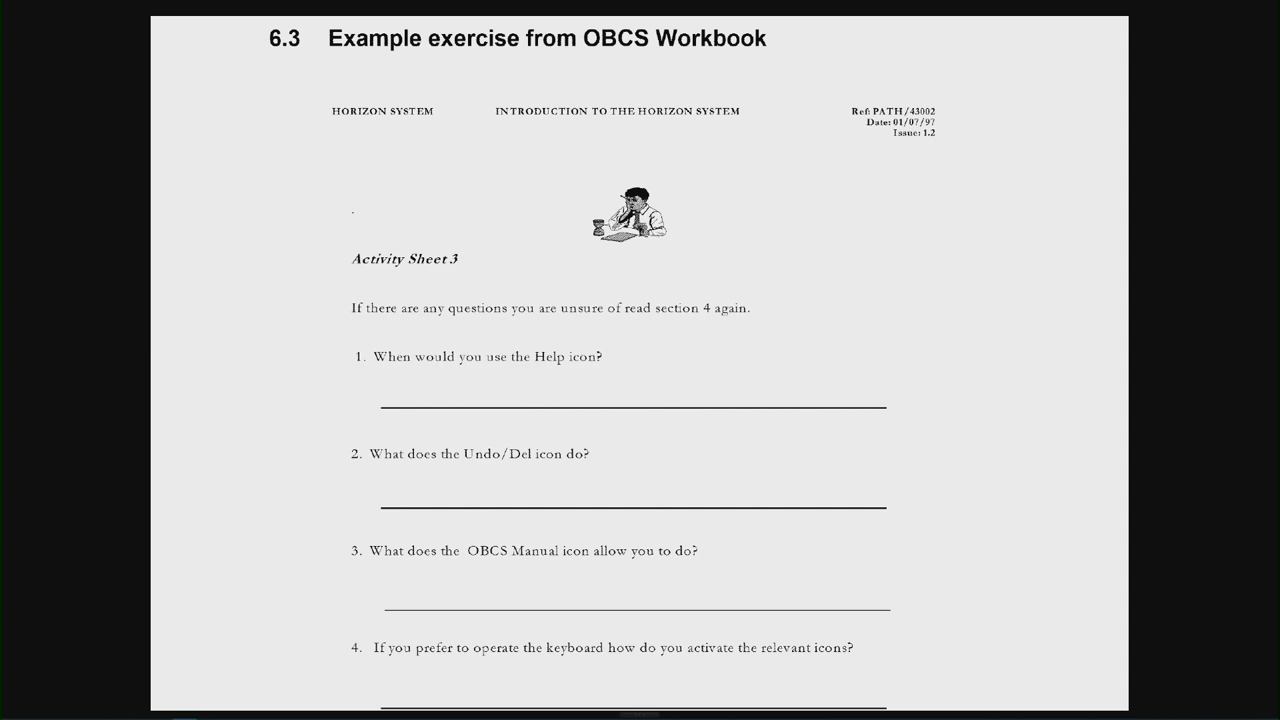 6.3 Example exercise from OBCS Workbook
HORIZON SYSTEM INTRODUCTION TO THE HORIZON SYSTEM Ref: PATH/43002
Date: 01/07/97
Issue: 1.2
Activity Sheet 3
If there are any questions you are unsure of read section 4 again.
1. When would you use the Help icon?
2. What does the Undo/Del icon do?
3. What does the OBCS Manual icon allow you to do?
4. If you prefer to operate the keyboard how do you activate the relevant icons?